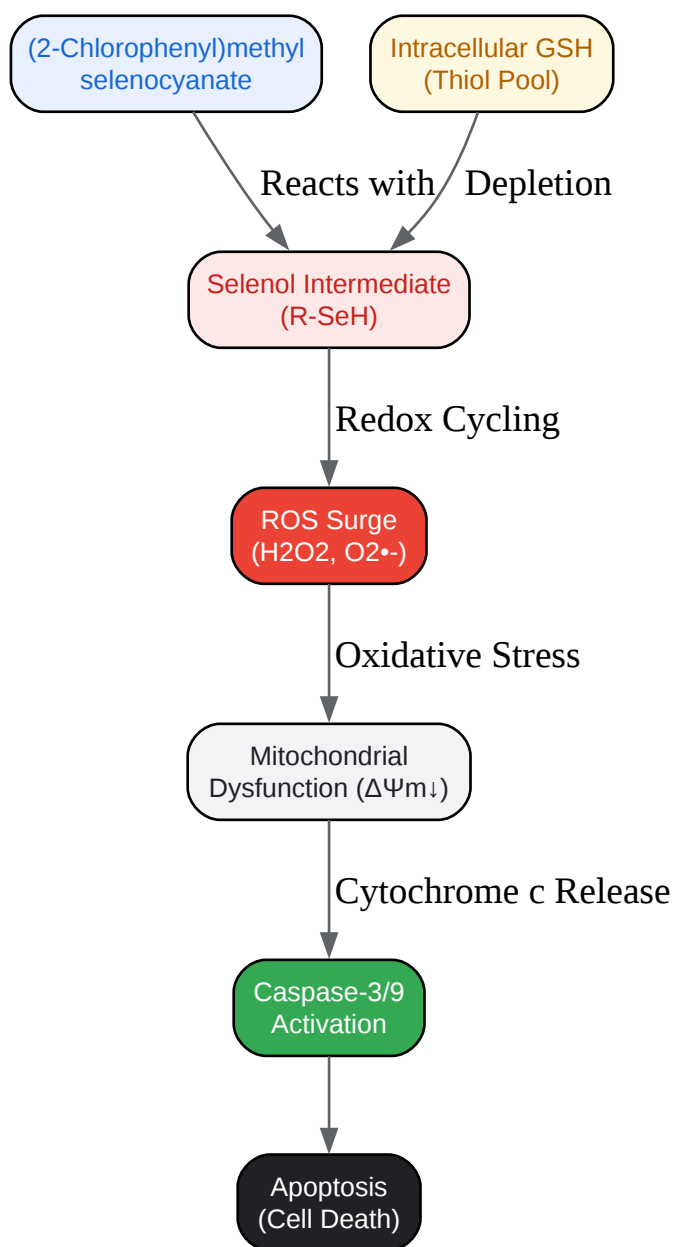 (2-Chlorophenyl)methyl
selenocyanate
Intracellular GSH
(Thiol Pool)
Reacts with
Depletion
Selenol Intermediate
(R-SeH)
Redox Cycling
ROS Surge
(H2O2, O2•-)
Oxidative Stress
Mitochondrial
Dysfunction (ΔΨm↓)
Cytochrome c Release
Caspase-3/9
Activation
Apoptosis
(Cell Death)